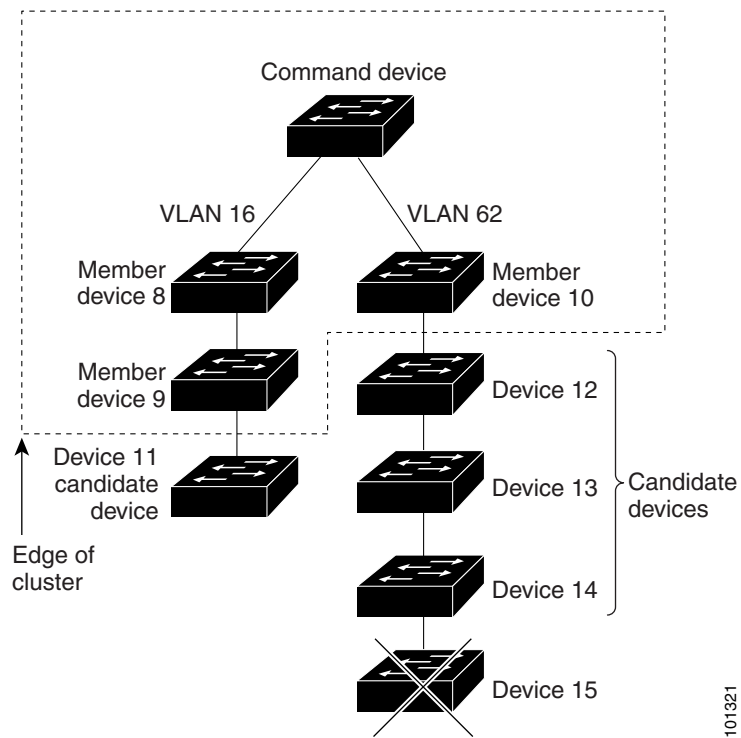 Command device
VLAN 16
VLAN 62
Member
device 8
Member
device 10
Member
device 9
Device 12
Device 11
candidate
device
Device 13
Candidate
devices
Edge of
cluster
Device 14
Device 15
101321